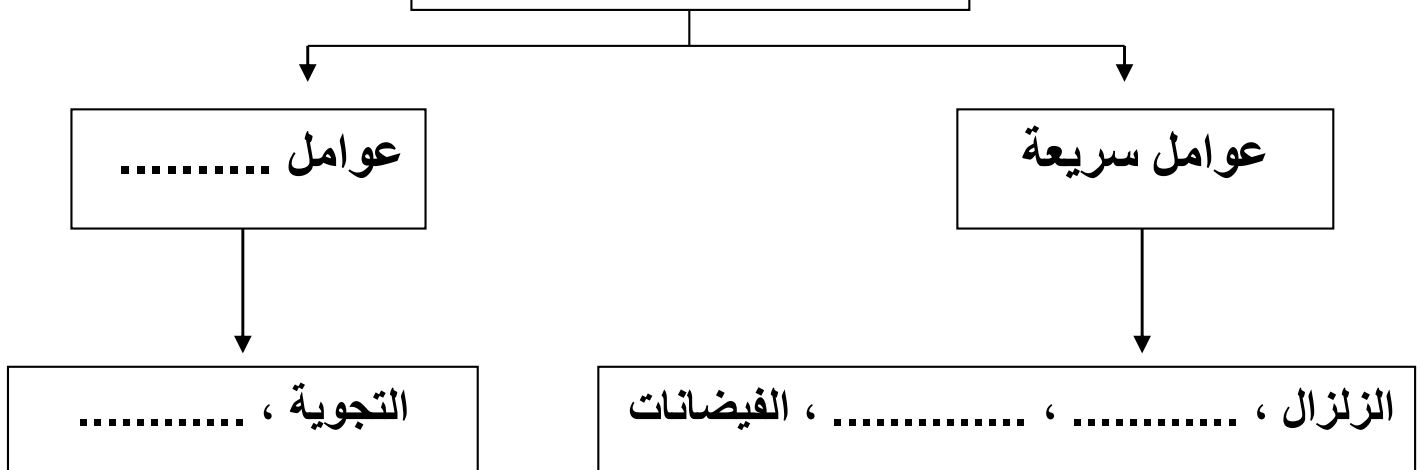 عوامل سريعة
عوامل ..........
الزلزال ، ............ ، ............. ، الفيضانات
التجوية ، ............